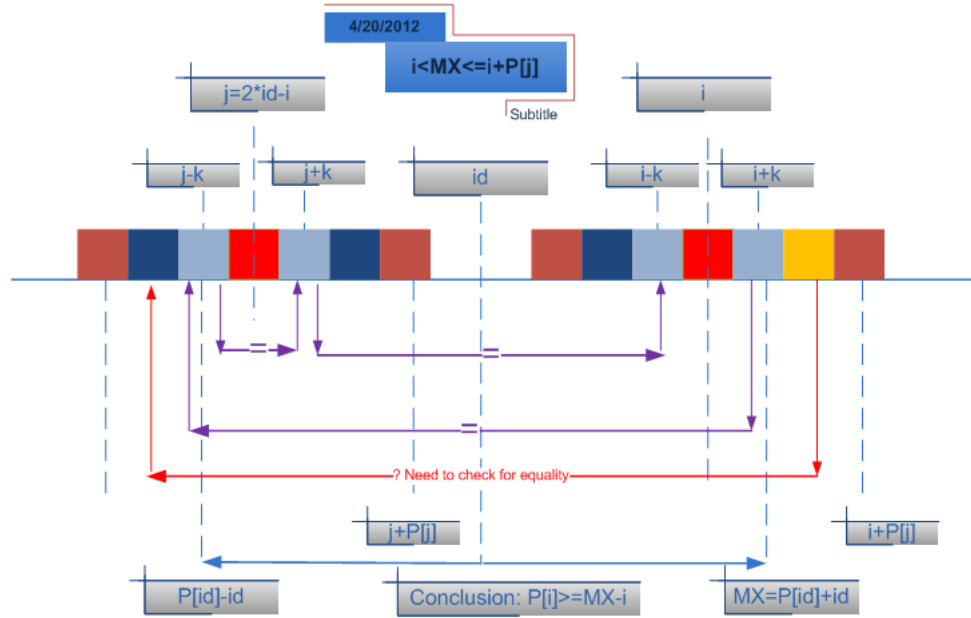 4/20/2012
i<MX<=i+P[j]
Subtitle
j=2*id-i
i
j-k
j+k
id
i-k
i+k
=
=
=
? Need to check for equality
j+P[j]
i+P[j]
P[id]-id
Conclusion: P[i]>=MX-i
MX=P[id]+id